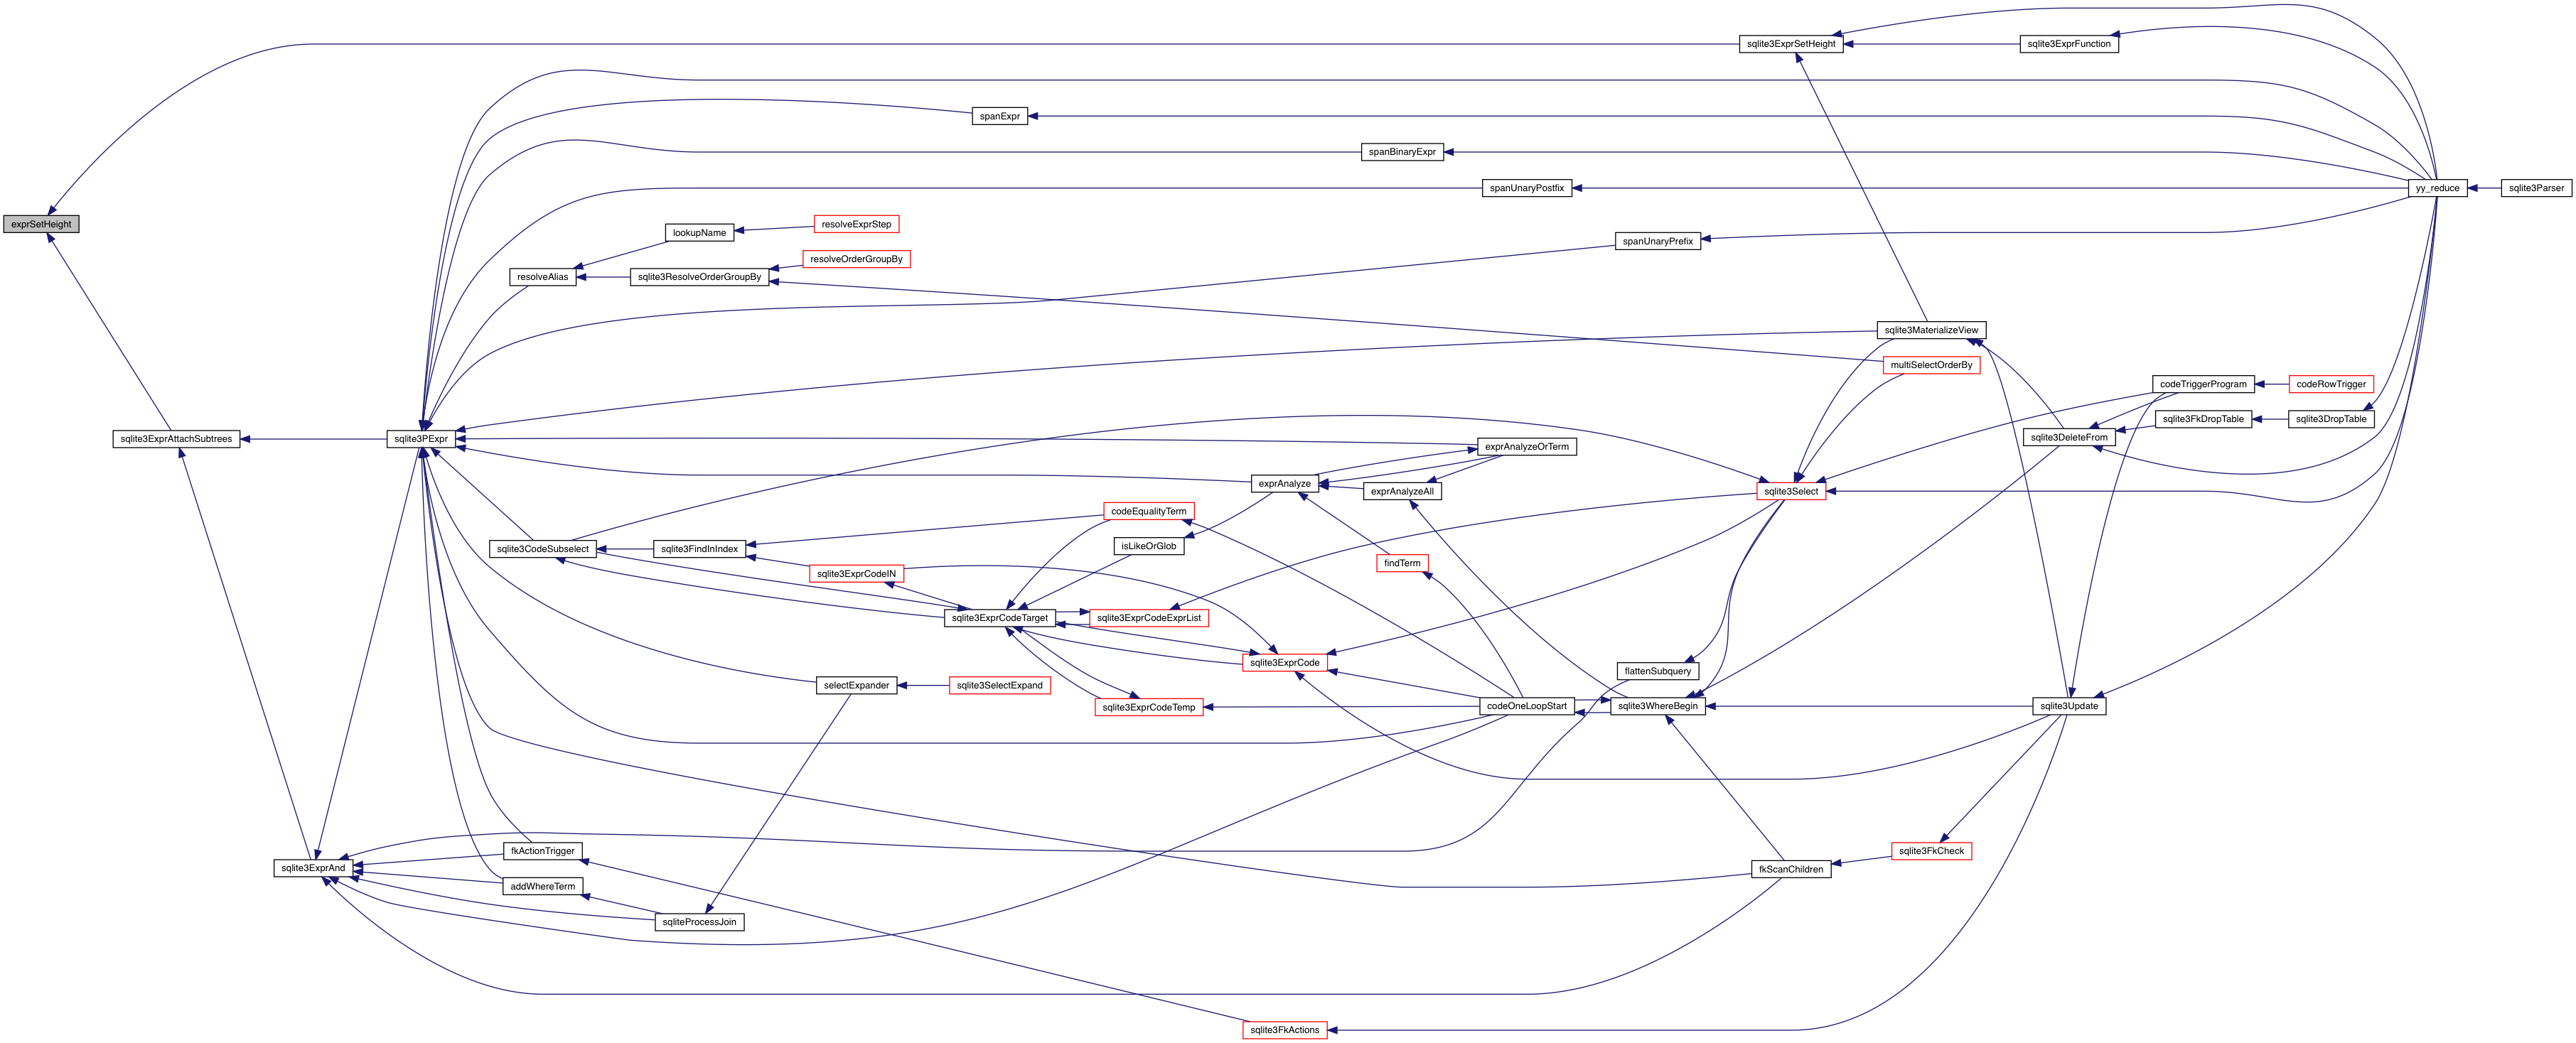 sqlite3ExprSetHeight
sqlite3ExprFunction
spanExpr
spanBinaryExpr
spanUnaryPostfix
yy_reduce
sqlite3Parser
exprSetHeight
lookupName
resolveExprStep
spanUnaryPrefix
resolveOrderGroupBy
resolveAlias
sqlite3ResolveOrderGroupBy
sqlite3MaterializeView
multiSelectOrderBy
codeTriggerProgram
codeRowTrigger
sqlite3FkDropTable
sqlite3DropTable
sqlite3ExprAttachSubtrees
sqlite3PExpr
sqlite3DeleteFrom
exprAnalyzeOrTerm
exprAnalyze
exprAnalyzeAll
sqlite3Select
codeEqualityTerm
sqlite3CodeSubselect
sqlite3FindInIndex
isLikeOrGlob
findTerm
sqlite3ExprCodeIN
sqlite3ExprCodeTarget
sqlite3ExprCodeExprList
sqlite3ExprCode
flattenSubquery
selectExpander
sqlite3SelectExpand
sqlite3ExprCodeTemp
codeOneLoopStart
sqlite3WhereBegin
sqlite3Update
fkActionTrigger
sqlite3FkCheck
sqlite3ExprAnd
fkScanChildren
addWhereTerm
sqliteProcessJoin
sqlite3FkActions